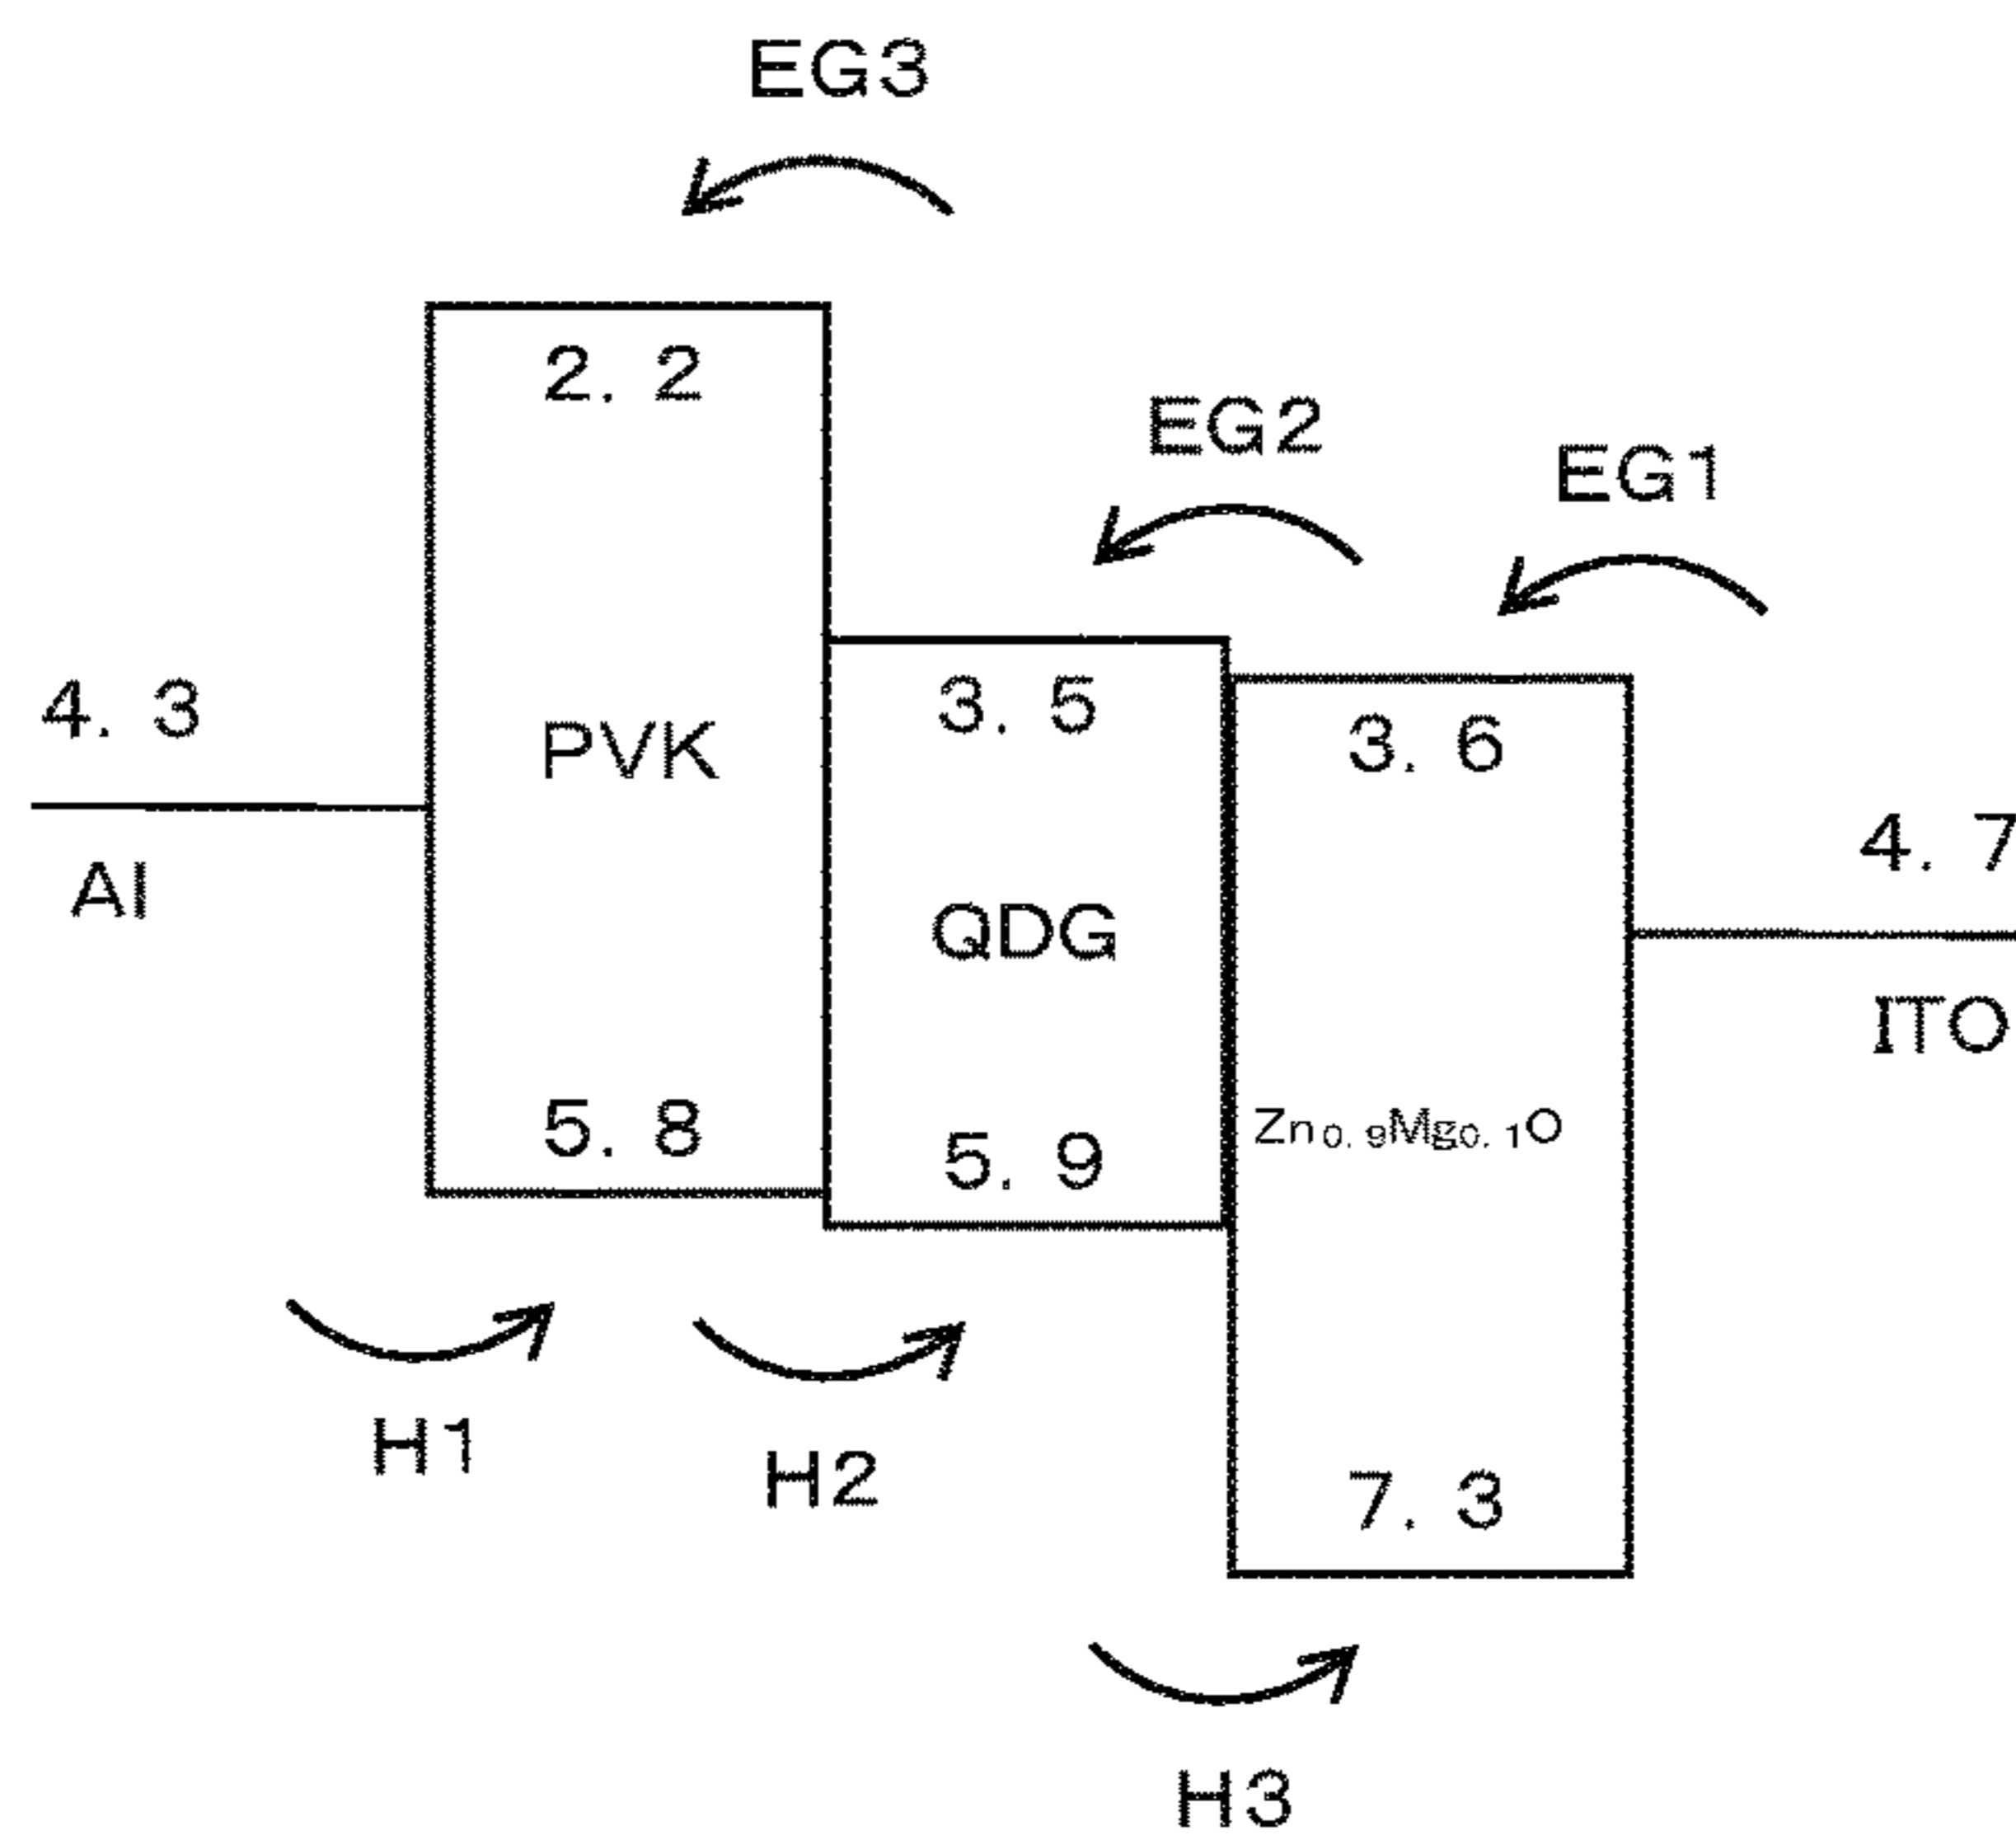 EG3
2. 2
EG2
EG1
4. 3
PVK
3. 5
3. 6
4. 7
Al
QDG
ITO
5. 8
5. 9
Zn₀.₉Mg₀.₁O
H1
H2
7. 3
H3